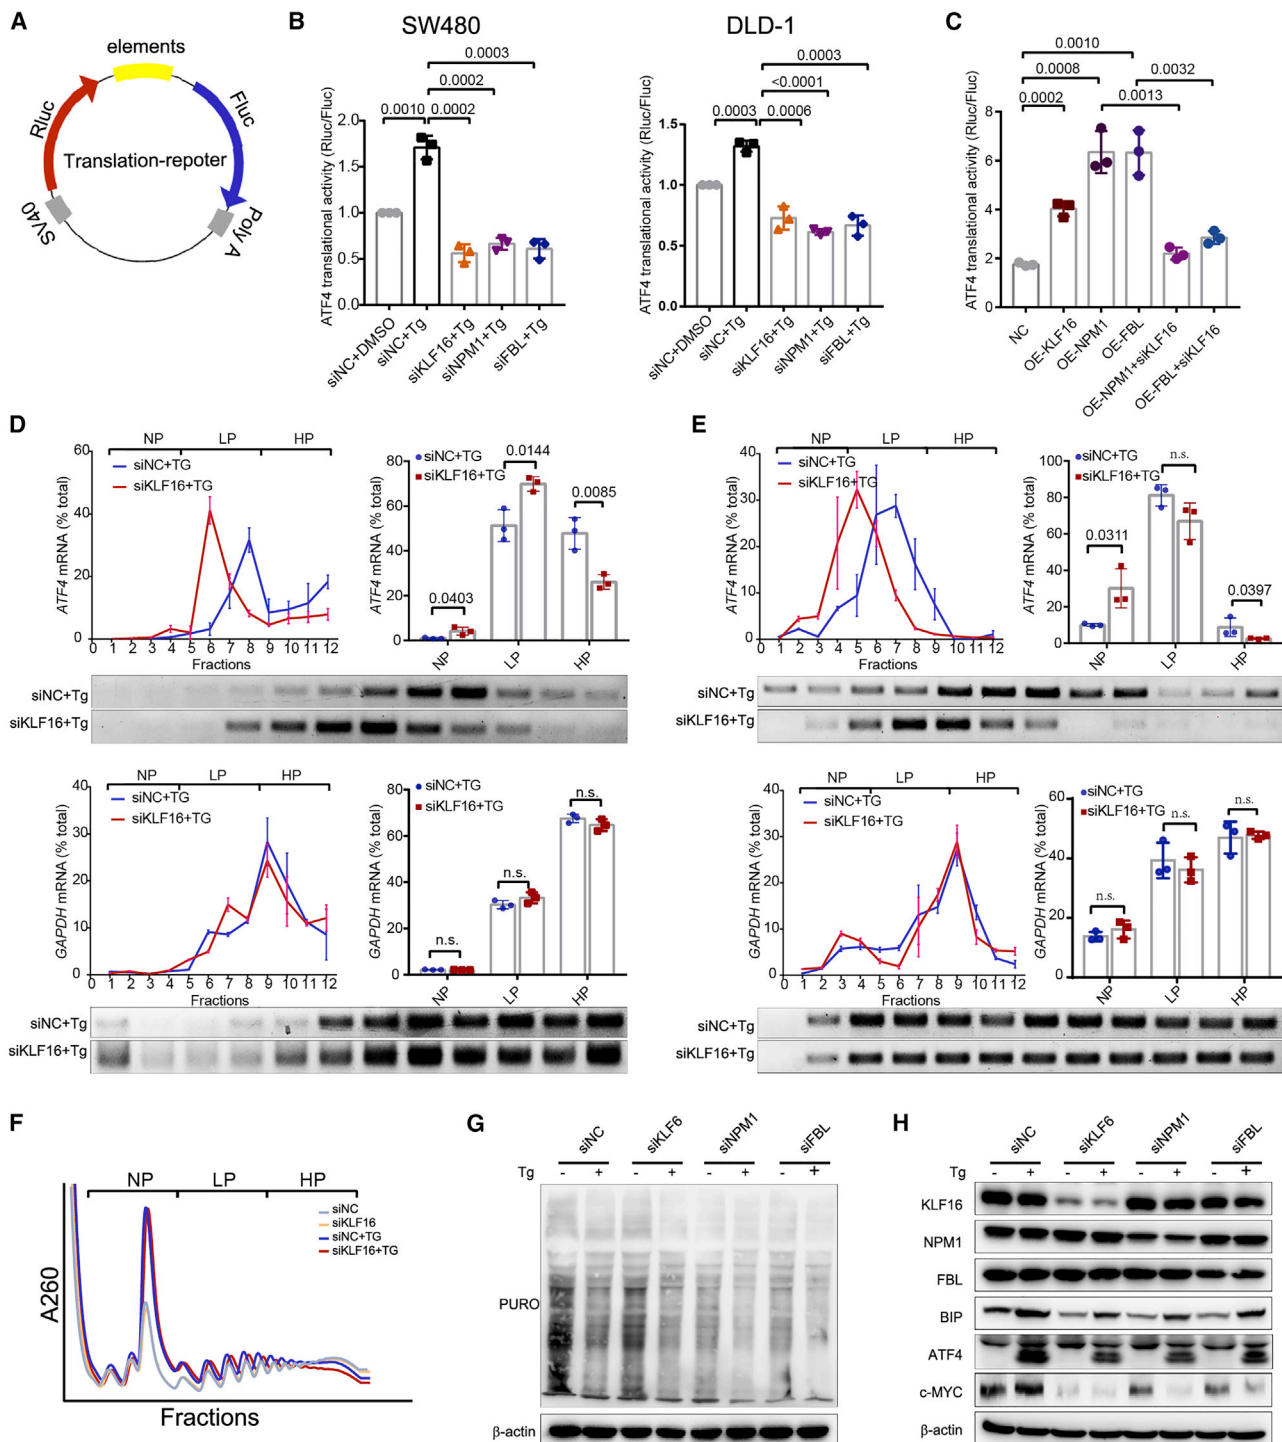 A
elements
Rluc
Fluc
Translation-repoter
SV40
Poly A
B
SW480
0.0003
0.0002
0.0010
0.0002
ATF4 translational activity (Rluc/Fluc)
2.0
1.5
1.0
0.5
0.0
siNC+DMSO
siNC+Tg
siKLF16+Tg
siNPM1+Tg
siFBL+Tg
DLD-1
0.0003
<0.0001
0.0003
0.0006
ATF4 translational activity (Rluc/Fluc)
1.5
1.0
0.5
0.0
siNC+DMSO
siNC+Tg
siKLF16+Tg
siNPM1+Tg
siFBL+Tg
C
0.0010
0.0008
0.0032
0.0002
0.0013
ATF4 translational activity (Rluc/Fluc)
8
6
4
2
0
NC
OE-KLF16
OE-NPM1
OE-FBL
OE-NPM1+siKLF16
OE-FBL+siKLF16
D
NP LP HP
siNC+TG
siKLF16+TG
ATF4 mRNA (% total)
60
40
20
0
0 1 2 3 4 5 6 7 8 9 10 11 12
Fractions
siNC+TG
siKLF16+TG
0.0144
0.0085
0.0403
ATF4 mRNA (% total)
80
60
40
20
0
NP
LP
HP
siNC+Tg
siKLF16+Tg
NP LP HP
siNC+TG
siKLF16+TG
GAPDH mRNA (% total)
40
30
20
10
0
0 1 2 3 4 5 6 7 8 9 10 11 12
Fractions
siNC+TG
siKLF16+TG
n.s.
n.s.
n.s.
GAPDH mRNA (% total)
80
60
40
20
0
NP
LP
HP
siNC+Tg
siKLF16+Tg
E
NP LP HP
siNC+TG
siKLF16+TG
ATF4 mRNA (% total)
40
30
20
10
0
0 1 2 3 4 5 6 7 8 9 10 11 12
Fractions
siNC+TG
siKLF16+TG
n.s.
0.0311
0.0397
ATF4 mRNA (% total)
100
80
60
40
20
0
NP
LP
HP
siNC+Tg
siKLF16+Tg
NP LP HP
siNC+TG
siKLF16+TG
GAPDH mRNA (% total)
40
30
20
10
0
0 1 2 3 4 5 6 7 8 9 10 11 12
Fractions
siNC+TG
siKLF16+TG
n.s.
n.s.
n.s.
GAPDH mRNA (% total)
60
40
20
0
NP
LP
HP
siNC+Tg
siKLF16+Tg
F
NP LP HP
siNC
siKLF16
siNC+TG
siKLF16+TG
A260
Fractions
G
siNC siKLF6 siNPM1 siFBL
Tg - + - + - + - +
PURO
β-actin
H
siNC siKLF6 siNPM1 siFBL
Tg - + - + - + - +
KLF16
NPM1
FBL
BIP
ATF4
c-MYC
β-actin